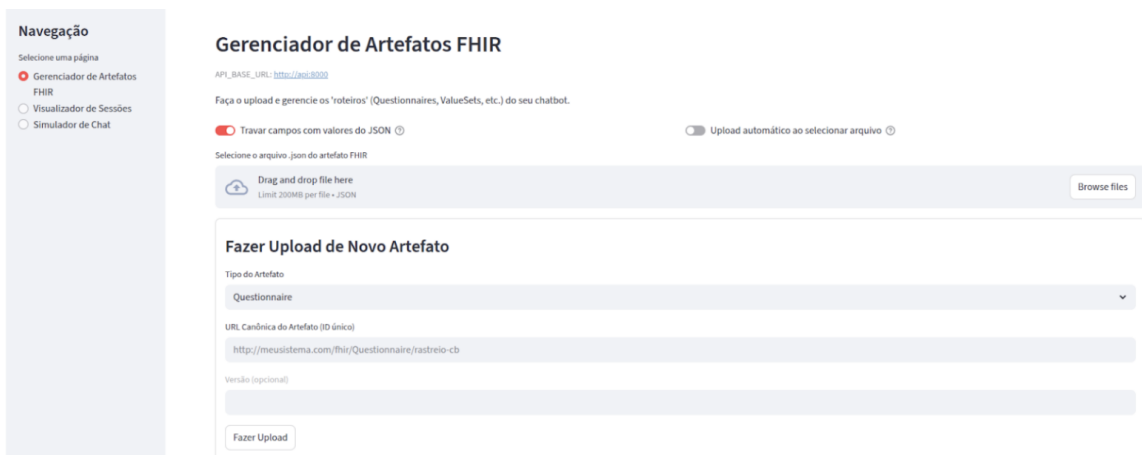 Navegação
Selecione uma página
Gerenciador de Artefatos
FHIR
Visualizador de Sessões
Simulador de Chat
Gerenciador de Artefatos FHIR
API_BASE_URL: http://api:8000
Faça o upload e gerencie os 'roteiros' (Questionnaires, ValueSets, etc.) do seu chatbot.
Travar campos com valores do JSON
Upload automático ao selecionar arquivo
Selecione o arquivo .json do artefato FHIR
Drag and drop file here
Limit 200MB per file • JSON
Browse files
Fazer Upload de Novo Artefato
Tipo do Artefato
Questionnaire
URL Canônica do Artefato (ID único)
http://meusistema.com/fhir/Questionnaire/rastreio-cb
Versão (opcional)
Fazer Upload